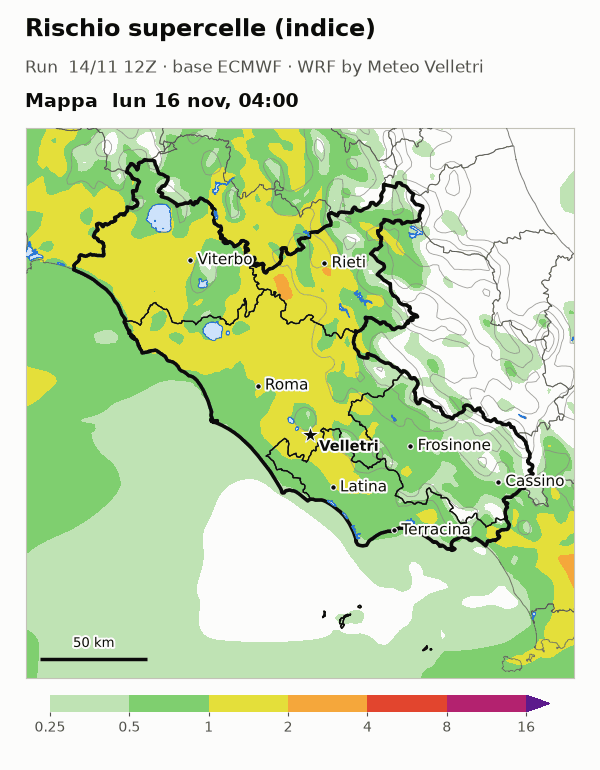 Rischio supercelle (indice)
Run 14/11 12Z · base ECMWF · WRF by Meteo Velletri
Mappa lun 16 nov, 04:00
Viterbo
Rieti
Roma
Velletri
Frosinone
Cassino
Latina
Terracina
50 km
0.25 0.5 1 2 4 8 16